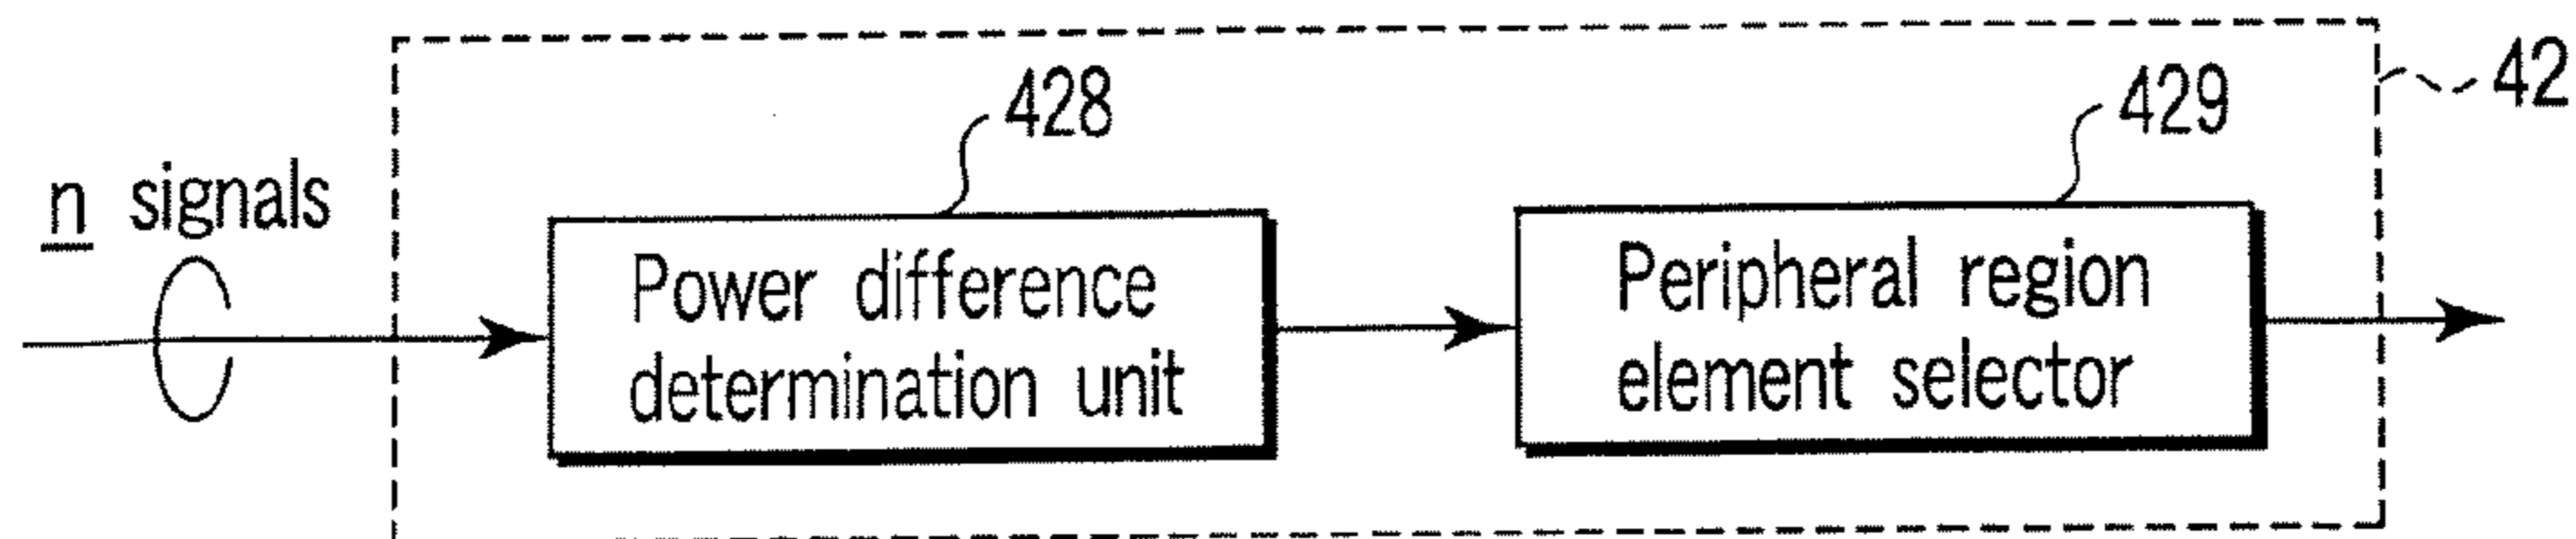 428
429
42
n signals
Power difference
determination unit
Peripheral region
element selector